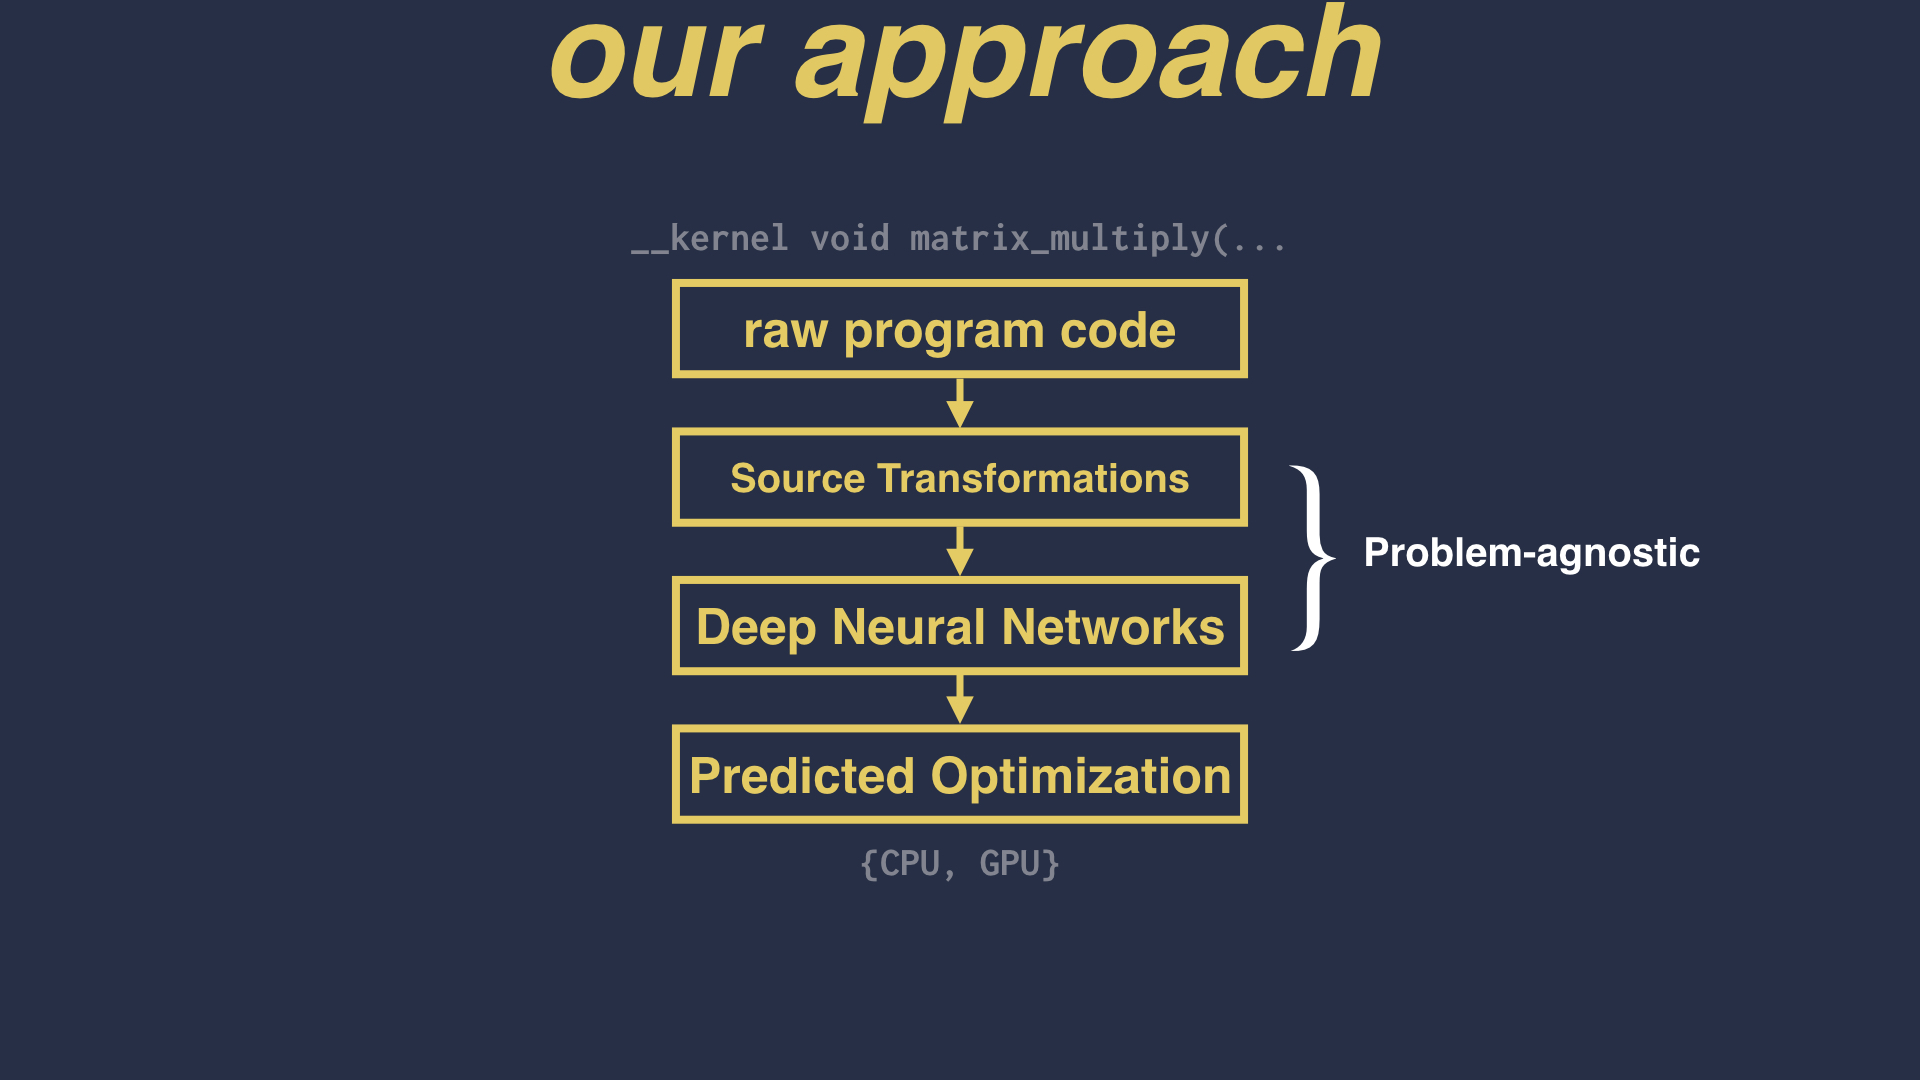 our approach
__kernel void matrix_multiply(...
raw program code
Source Transformations
Deep Neural Networks
Problem-agnostic
Predicted Optimization
{CPU, GPU}